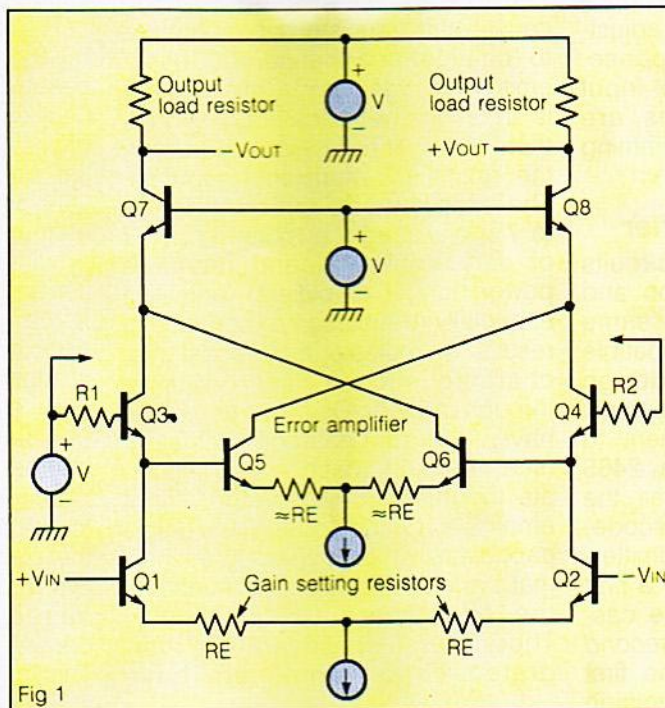 Output
load resistor
+
V
-
Output
load resistor
-VOUT
+VOUT
Q7
Q8
+
V
-
R1
Q3
Error amplifier
Q4
R2
+
V
-
Q5
Q6
≈RE
≈RE
+VIN
Q1
Gain setting resistors
Q2
-VIN
RE
RE
Fig 1